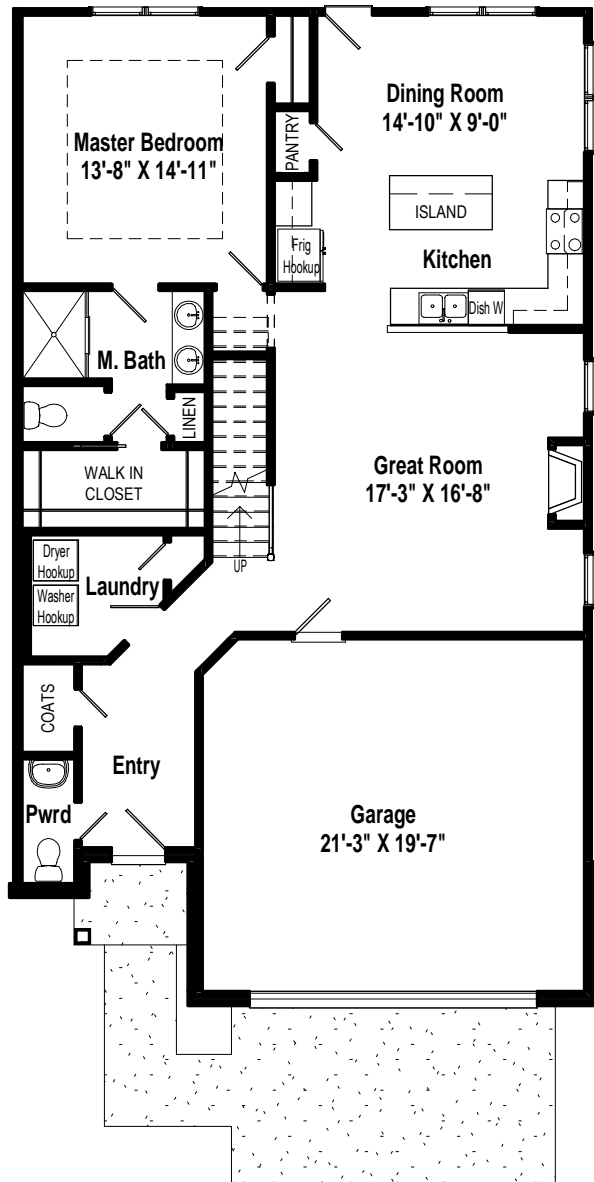 Dining Room
14'-10" X 9'-0"
Master Bedroom
13'-8" X 14'-11"
PANTRY
ISLAND
Frig
Hookup
Kitchen
Dish W
M. Bath
LINEN
WALK IN
CLOSET
Great Room
17'-3" X 16'-8"
UP
Dryer
Hookup
Laundry
Washer
Hookup
COATS
Entry
Pwrd
Garage
21'-3" X 19'-7"